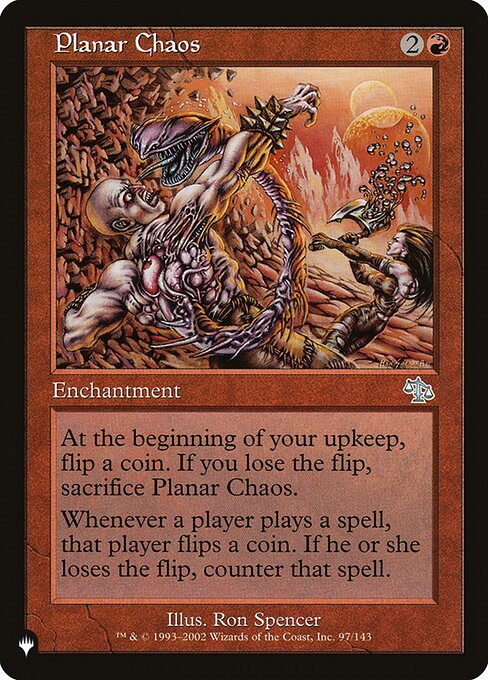 Planar Chaos 2
Enchantment
At the beginning of your upkeep,
flip a coin. If you lose the flip,
sacrifice Planar Chaos.
Whenever a player plays a spell,
that player flips a coin. If he or she
loses the flip, counter that spell.
Illus. Ron Spencer
™ & © 1993–2002 Wizards of the Coast, Inc. 97/143